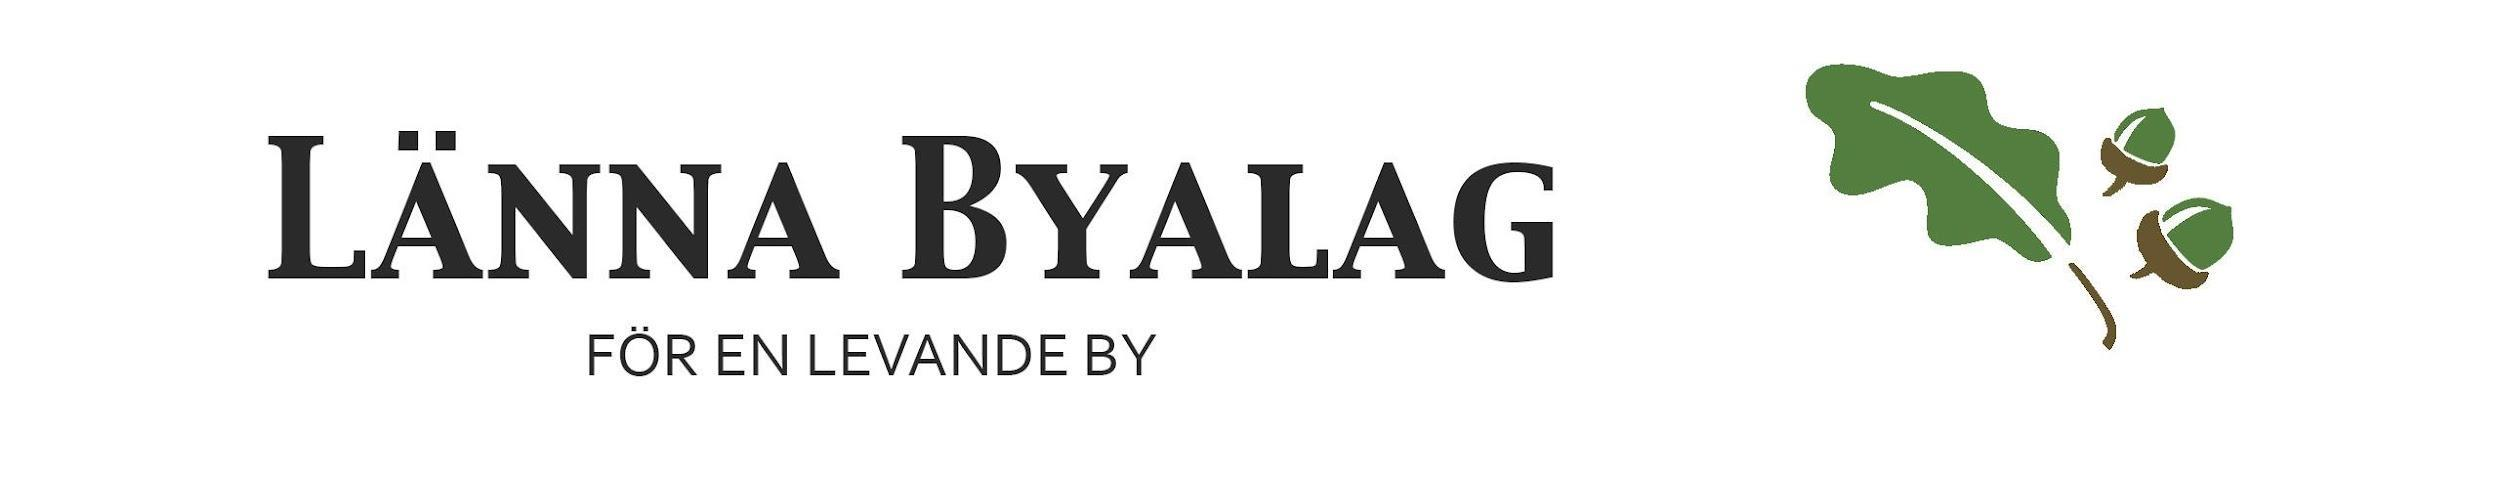 LÄNNA BYALAG
FÖR EN LEVANDE BY